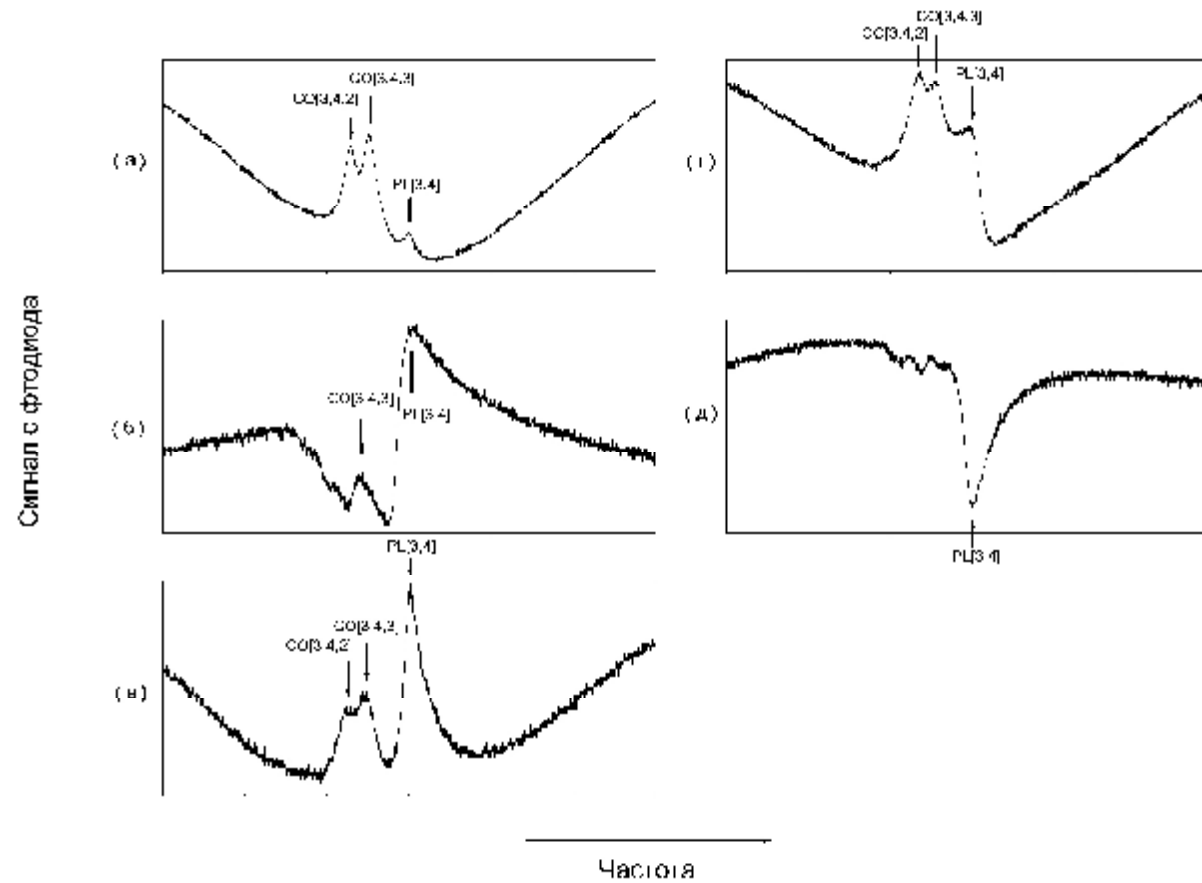 CO[3,4,3]
CO[3,4,2]
PL[3,4]
(а)
CO[3,4,3]
CO[3,4,2]
PL[3,4]
(г)
Сигнал с фтодиода
CO[3,4,3]
PL[3,4]
(б)
(д)
PL[3,4]
PL[3,4]
CO[3,4,3]
CO[3,4,2]
(в)
Частота